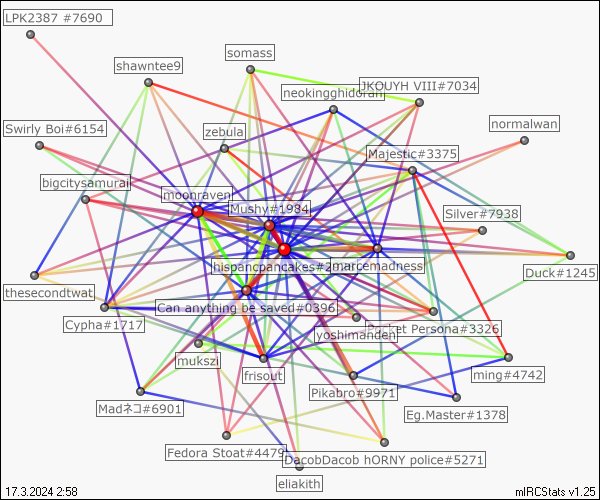 LPK2387 #7690
somass
shawntee9
neokingghidorah
JKOUYH VIII#7034
normalwan
Swirly Boi#6154
zebula
Majestic#3375
bigcitysamurai
moonraven
Mushy#1984
Silver#7938
hispancpancakes#2
marcemadness
Duck#1245
thesecondtwat
Can anything be saved#0396
Cypha#1717
yoshimandeh
Persona#3326
mukszi
frisout
ming#4742
Pikabro#9971
Madネコ#6901
Eg.Master#1378
Fedora Stoat#4479
DacobDacob hORNY police#5271
eliakith
17.3.2024 2:58
mIRCStats v1.25